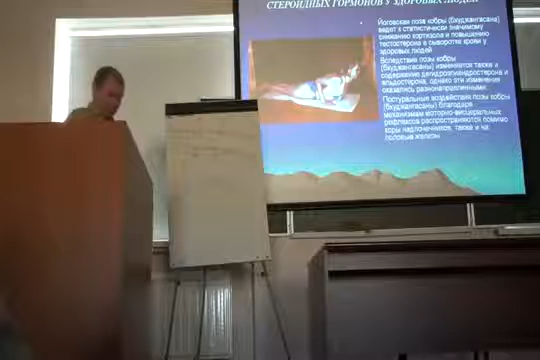 СТЕРОИДНЫХ ГОРМОНОВ У ЗДОРОВЫХ ЛЮДЕЙ
Йоговская поза кобры (бхуджангасана)
ведет к статистически значимому
снижению кортизола и повышению
тестостерона в сыворотке крови у
здоровых людей
Вследствие позы кобры
(бхуджангасаны) изменяется также и
содержание дегидроэпиандростерона и
альдостерона, однако эти изменения
оказались разнонаправленными
Постуральные воздействия позы кобры
(бхуджангасаны) благодаря
механизмам моторно-висцеральных
рефлексов распространяются помимо
коры надпочечников, также и на
половые железы